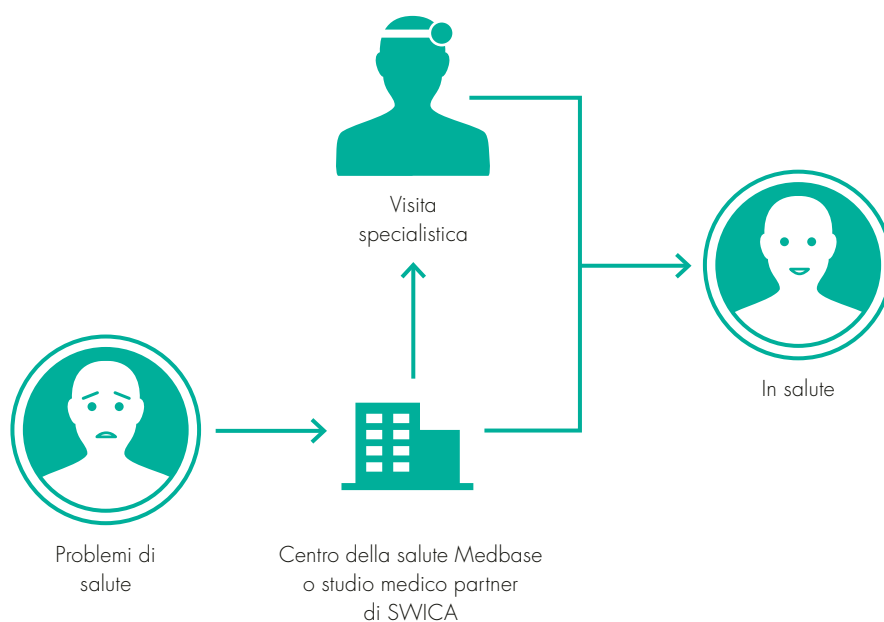 Visita
specialistica
In salute
Problemi di
salute
Centro della salute Medbase
o studio medico partner
di SWICA